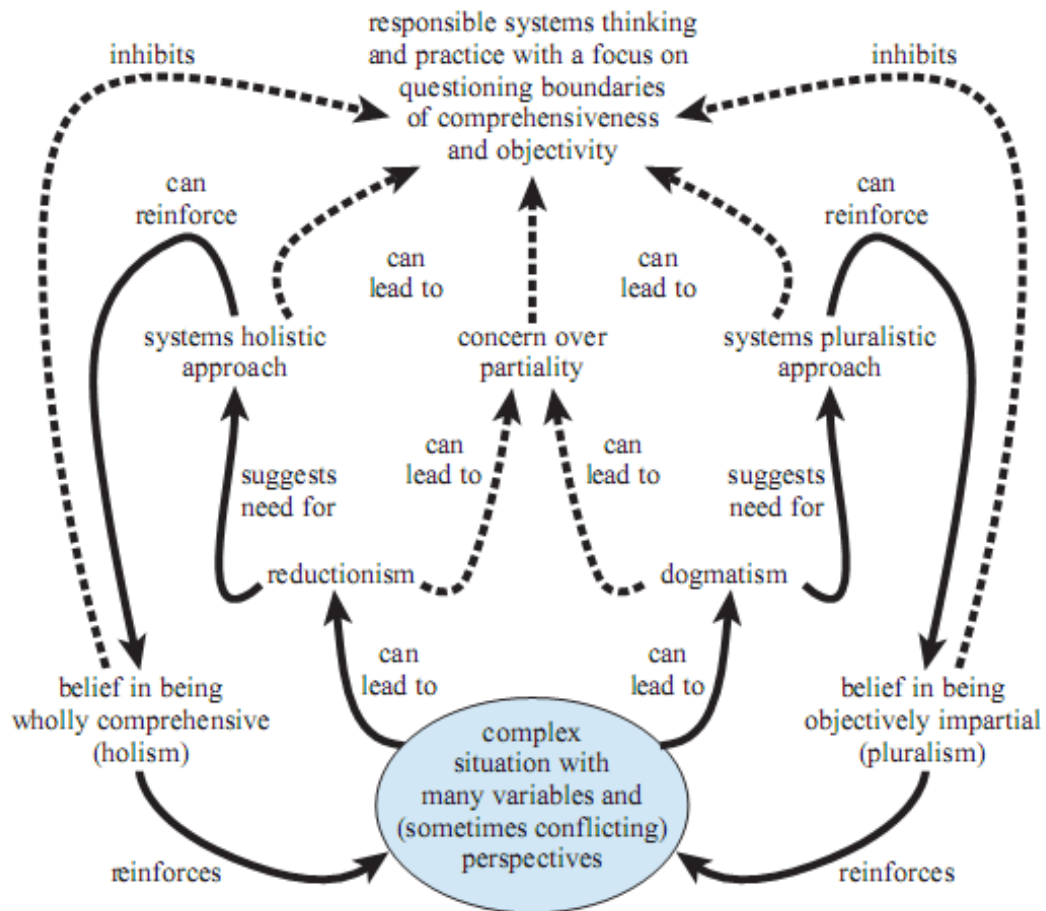 responsible systems thinking
and practice with a focus on
questioning boundaries
of comprehensiveness
and objectivity
inhibits
inhibits
can
reinforce
can
reinforce
can
lead to
can
lead to
systems holistic
approach
concern over
partiality
systems pluralistic
approach
suggests
need for
can
lead to
can
lead to
suggests
need for
reductionism
dogmatism
can
lead to
can
lead to
belief in being
wholly comprehensive
(holism)
belief in being
objectively impartial
(pluralism)
complex
situation with
many variables and
(sometimes conflicting)
perspectives
reinforces
reinforces